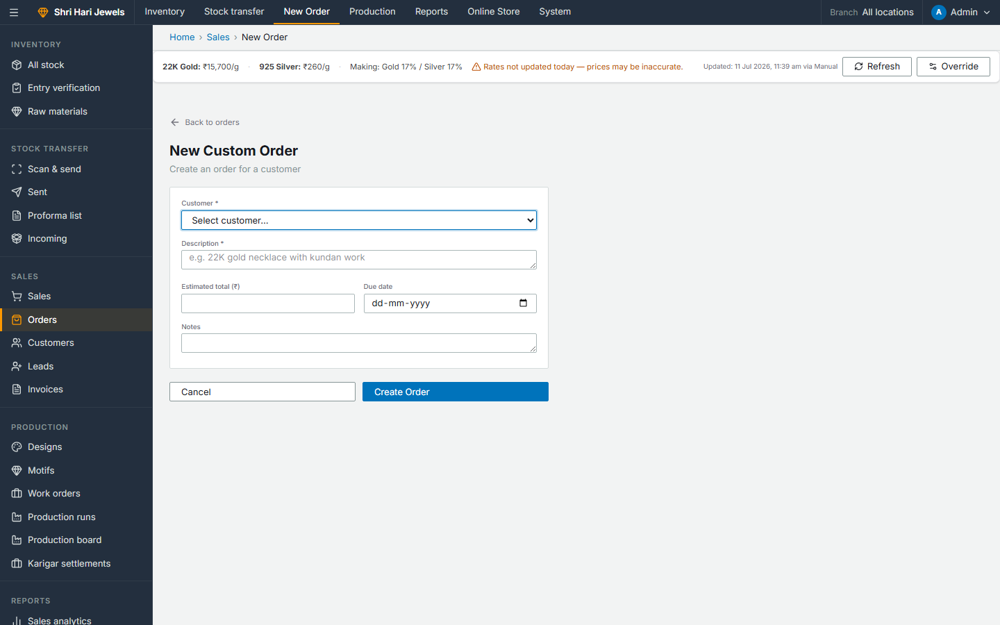 Shri Hari Jewels
Inventory
Stock transfer
New Order
Production
Reports
Online Store
System
Branch All locations
A Admin
INVENTORY
All stock
Entry verification
Raw materials
STOCK TRANSFER
Scan & send
Sent
Proforma list
Incoming
SALES
Sales
Orders
Customers
Leads
Invoices
PRODUCTION
Designs
Motifs
Work orders
Production runs
Production board
Karigar settlements
REPORTS
Sales analytics
Home › Sales › New Order
22K Gold: ₹15,700/g · 925 Silver: ₹260/g · Making: Gold 17% / Silver 17% Rates not updated today — prices may be inaccurate. Updated: 11 Jul 2026, 11:39 am via Manual Refresh Override
Back to orders
New Custom Order
Create an order for a customer
Customer *
Select customer...
Description *
e.g. 22K gold necklace with kundan work
Estimated total (₹) Due date
dd-mm-yyyy
Notes
Cancel Create Order